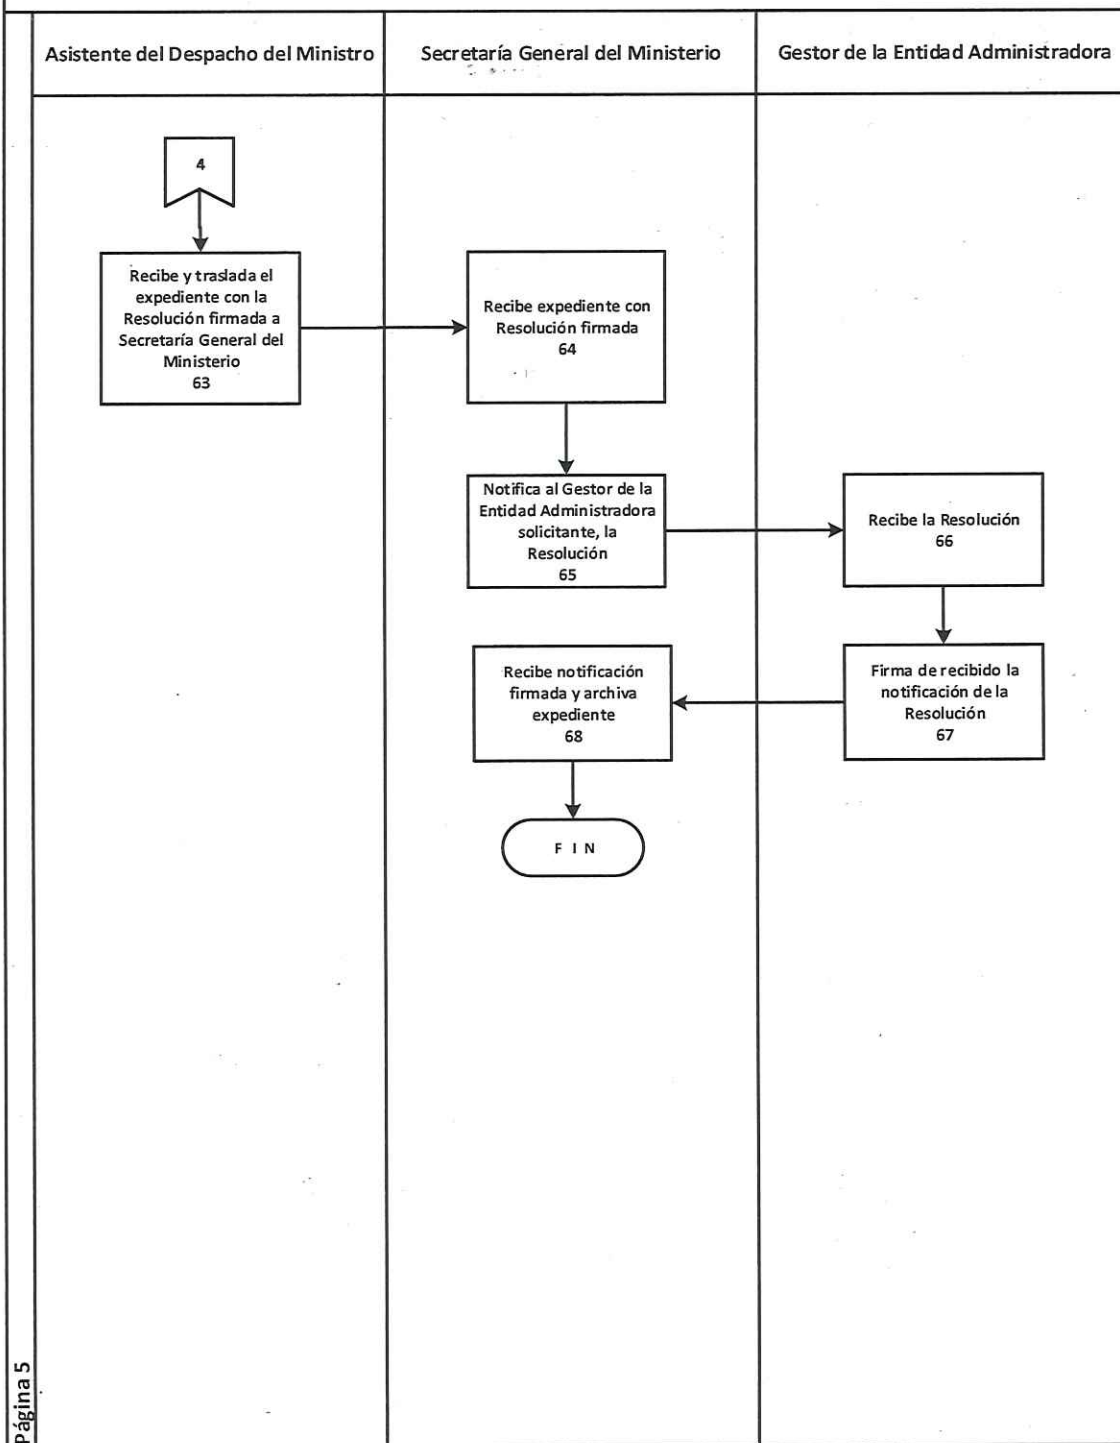 Asistente del Despacho del Ministro
Secretaría General del Ministerio
Gestor de la Entidad Administradora
4
Recibe y traslada el
expediente con la
Resolución firmada a
Secretaría General del
Ministerio
63
Recibe expediente con
Resolución firmada
64
Notifica al Gestor de la
Entidad Administradora
solicitante, la
Resolución
65
Recibe la Resolución
66
Firma de recibido la
notificación de la
Resolución
67
Recibe notificación
firmada y archiva
expediente
68
F I N
Página 5